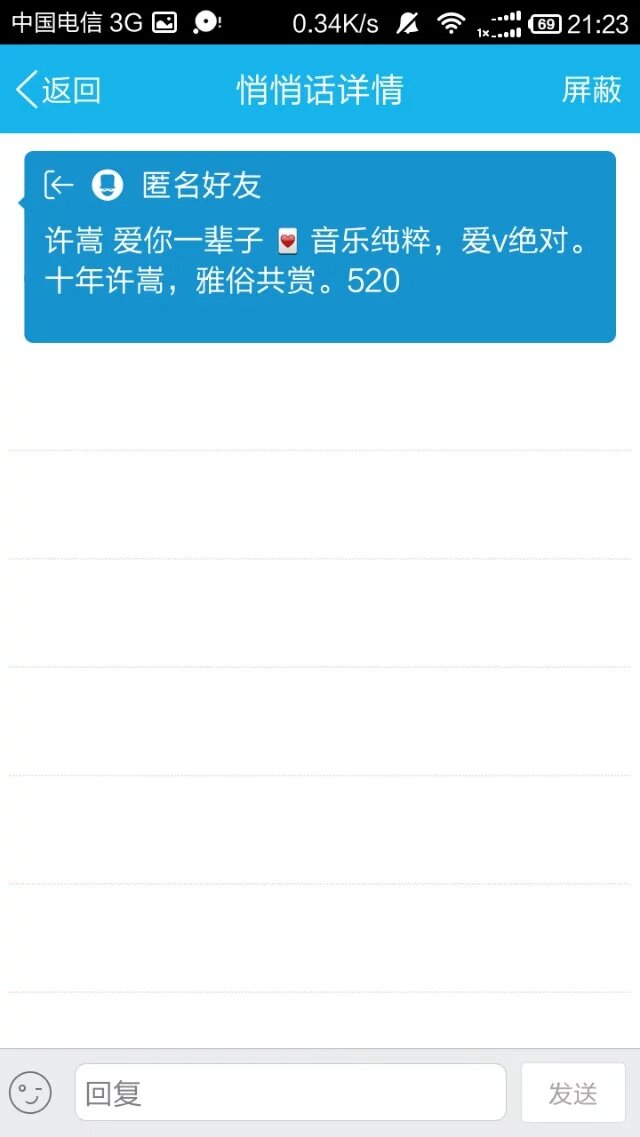 中国电信 3G 0.34K/s 1x 69 21:23
返回 悄悄话详情 屏蔽
匿名好友
许嵩 爱你一辈子 音乐纯粹，爱v绝对。
十年许嵩，雅俗共赏。520
回复 发送